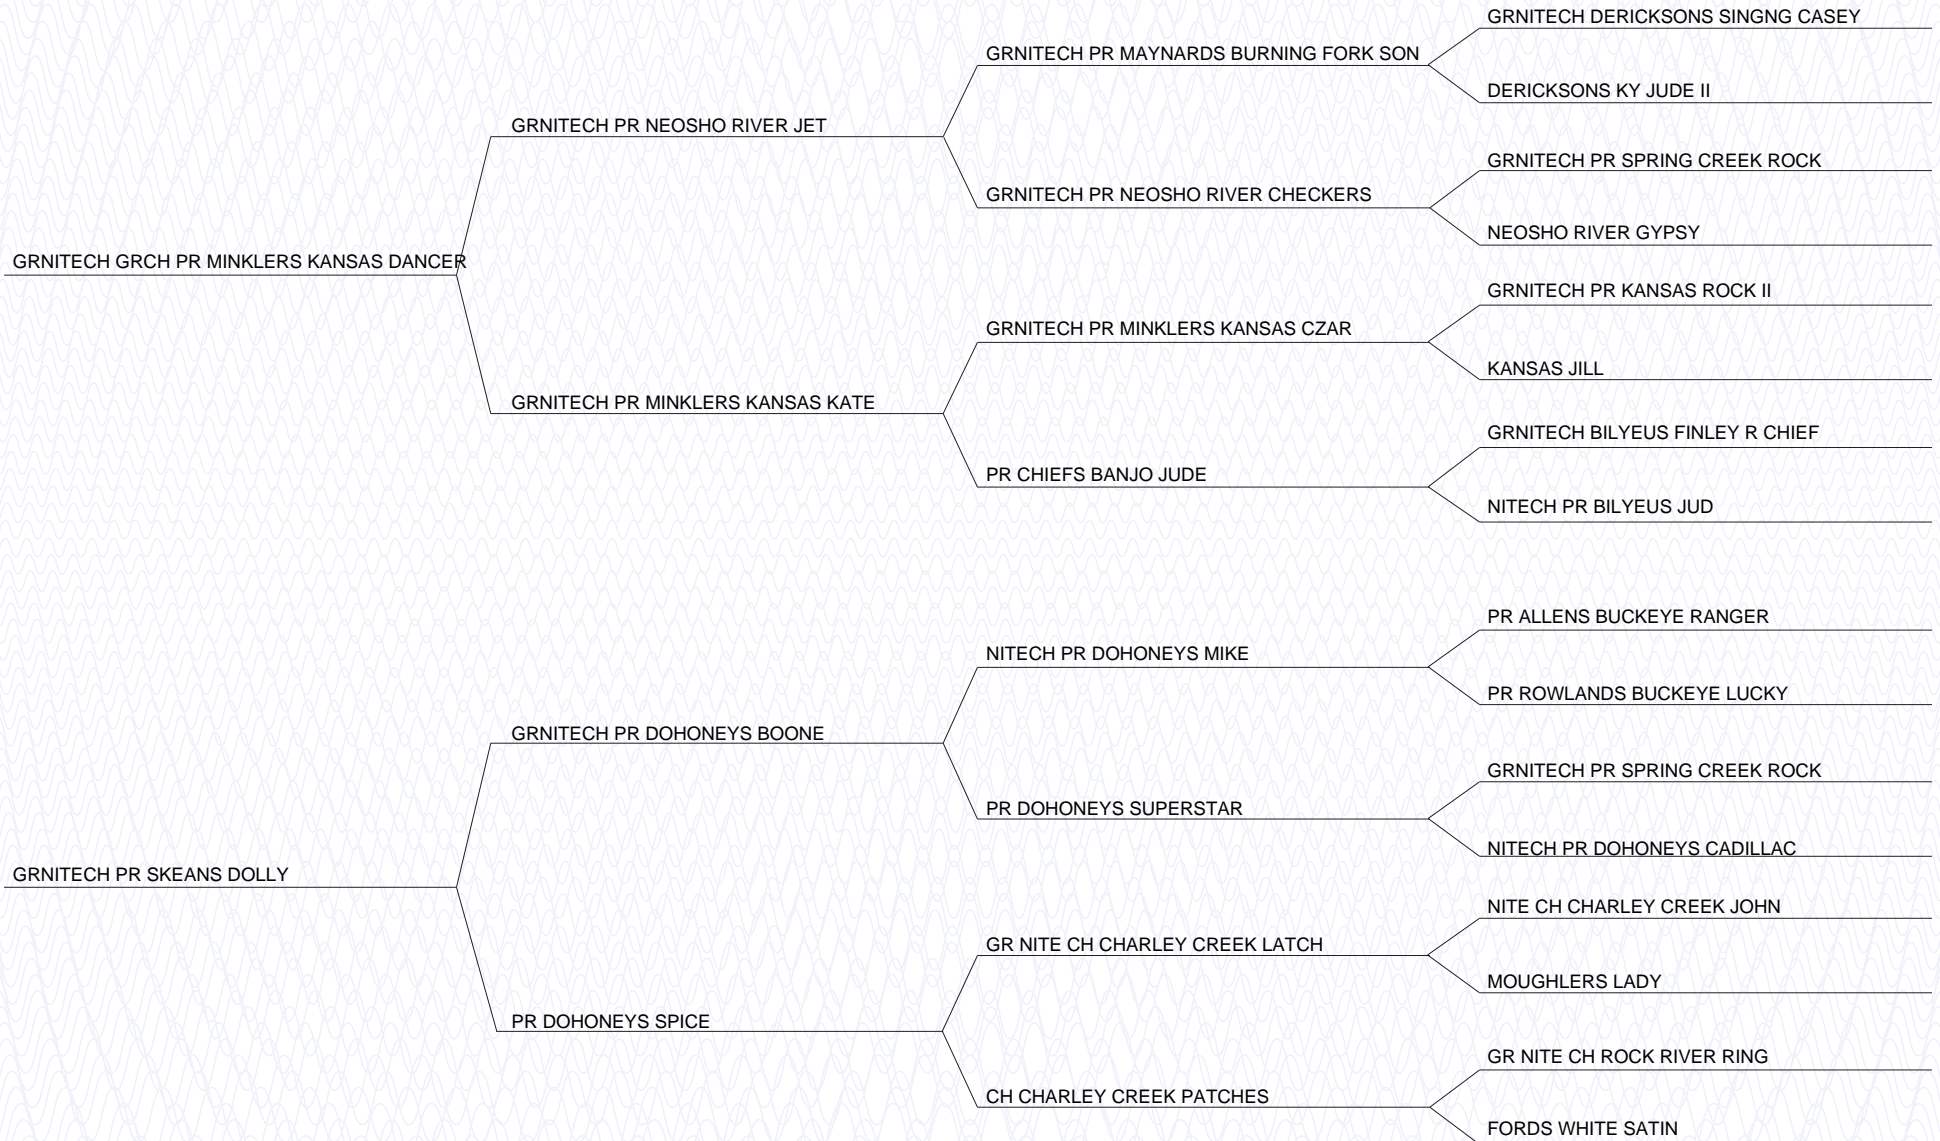 GRNITECH DERICKSONS SINGNG CASEY
GRNITECH PR MAYNARDS BURNING FORK SON
DERICKSONS KY JUDE II
GRNITECH PR NEOSHO RIVER JET
GRNITECH PR SPRING CREEK ROCK
GRNITECH PR NEOSHO RIVER CHECKERS
NEOSHO RIVER GYPSY
GRNITECH GRCH PR MINKLERS KANSAS DANCER
GRNITECH PR KANSAS ROCK II
GRNITECH PR MINKLERS KANSAS CZAR
KANSAS JILL
GRNITECH PR MINKLERS KANSAS KATE
GRNITECH BILYEUS FINLEY R CHIEF
PR CHIEFS BANJO JUDE
NITECH PR BILYEUS JUD
PR ALLENS BUCKEYE RANGER
NITECH PR DOHONEYS MIKE
PR ROWLANDS BUCKEYE LUCKY
GRNITECH PR DOHONEYS BOONE
GRNITECH PR SPRING CREEK ROCK
PR DOHONEYS SUPERSTAR
NITECH PR DOHONEYS CADILLAC
GRNITECH PR SKEANS DOLLY
NITE CH CHARLEY CREEK JOHN
GR NITE CH CHARLEY CREEK LATCH
MOUGHLERS LADY
PR DOHONEYS SPICE
GR NITE CH ROCK RIVER RING
CH CHARLEY CREEK PATCHES
FORDS WHITE SATIN